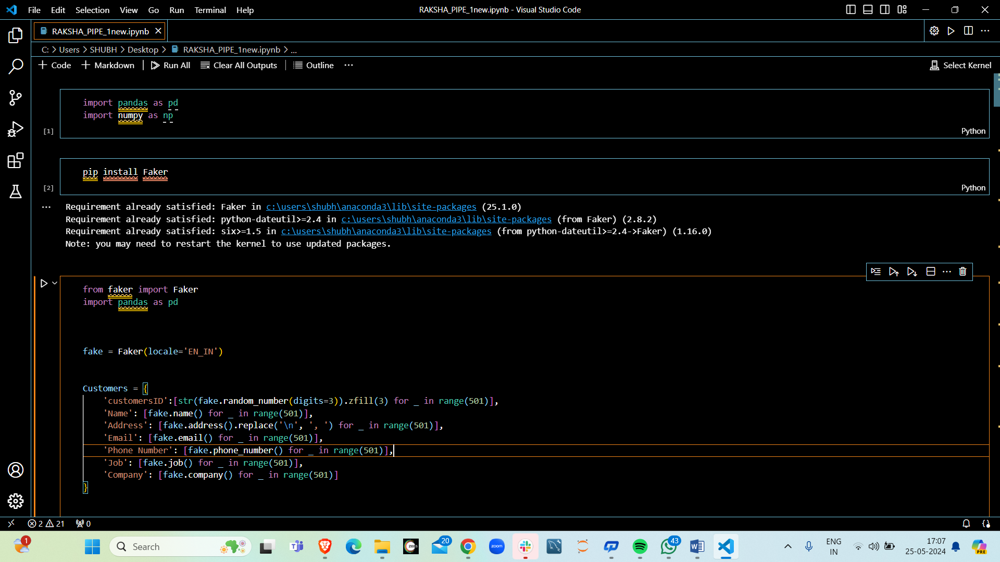 File Edit Selection View Go Run Terminal Help
RAKSHA_PIPE_1new.ipynb - Visual Studio Code
RAKSHA_PIPE_1new.ipynb
C: > Users > SHUBH > Desktop > RAKSHA_PIPE_1new.ipynb > ...
+ Code + Markdown | Run All Clear All Outputs | Outline ...
Select Kernel
import pandas as pd
import numpy as np
[1]
Python
pip install Faker
[2]
Python
... Requirement already satisfied: Faker in c:\users\shubh\anaconda3\lib\site-packages (25.1.0)
Requirement already satisfied: python-dateutil>=2.4 in c:\users\shubh\anaconda3\lib\site-packages (from Faker) (2.8.2)
Requirement already satisfied: six>=1.5 in c:\users\shubh\anaconda3\lib\site-packages (from python-dateutil>=2.4->Faker) (1.16.0)
Note: you may need to restart the kernel to use updated packages.
from faker import Faker
import pandas as pd
fake = Faker(locale='EN_IN')
Customers = {
    'customersID':[str(fake.random_number(digits=3)).zfill(3) for _ in range(501)],
    'Name': [fake.name() for _ in range(501)],
    'Address': [fake.address().replace('\n', ', ') for _ in range(501)],
    'Email': [fake.email() for _ in range(501)],
    'Phone Number': [fake.phone_number() for _ in range(501)],
    'Job': [fake.job() for _ in range(501)],
    'Company': [fake.company() for _ in range(501)]
}
2 21 0
1
Search
ZEE5
20
zoom
43
ENG
IN
17:07
25-05-2024
PRE